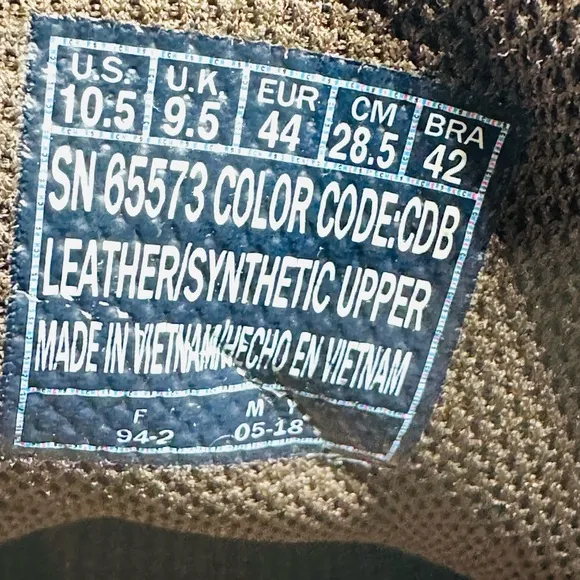 U.S. U.K. EUR CM BRA
10.5 9.5 44 28.5 42
SN 65573 COLOR CODE:CDB
LEATHER/SYNTHETIC UPPER
MADE IN VIETNAM/HECHO EN VIETNAM
F M Y
94-2 05-18